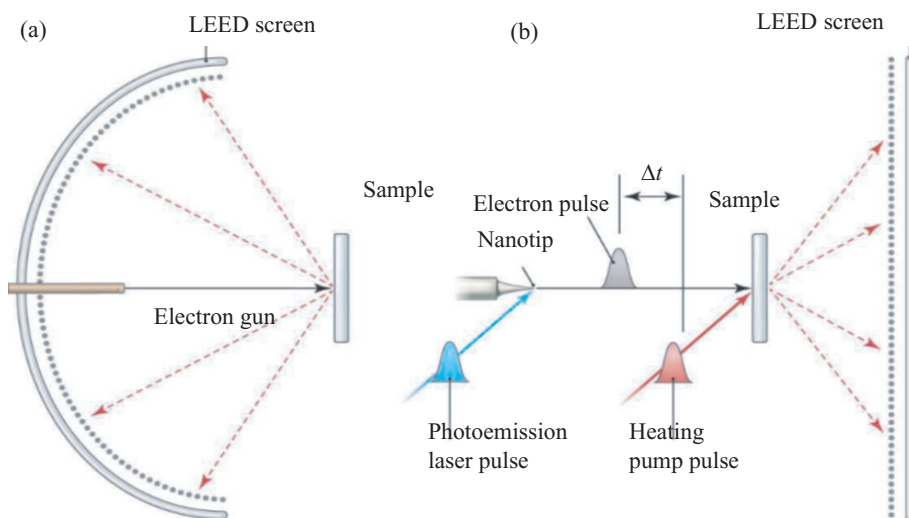 (a)
LEED screen
Sample
Electron gun
(b)
LEED screen
Δt
Electron pulse
Sample
Nanotip
Photoemission
laser pulse
Heating
pump pulse